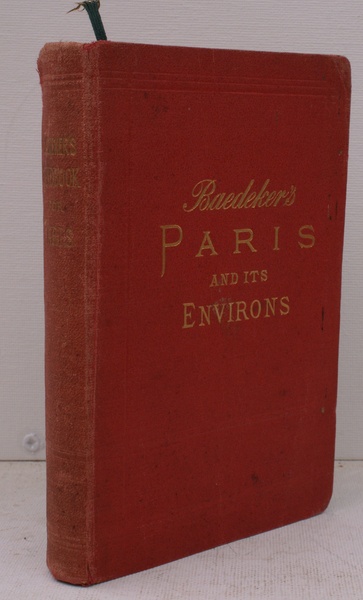 Baedeker's
PARIS
AND ITS
ENVIRONS